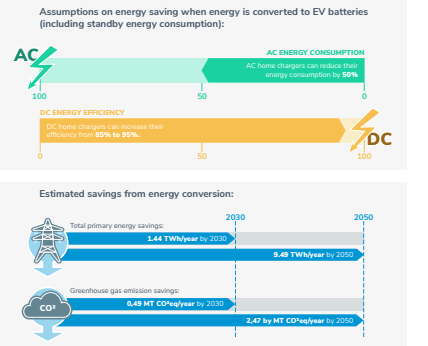 Assumptions on energy saving when energy is converted to EV batteries
(including standby energy consumption):
AC
AC ENERGY CONSUMPTION
AC home chargers can reduce their
energy consumption by 50%
100
50
0
DC ENERGY EFFICIENCY
DC home chargers can increase their
efficiency from 85% to 95%.
DC
0
50
100
Estimated savings from energy conversion:
2030
2050
Total primary energy savings:
1.44 TWh/year by 2030
9.49 TWh/year by 2050
Greenhouse gas emission savings:
CO²
0,49 MT CO²eq/year by 2030
2,47 by MT CO²eq/year by 2050